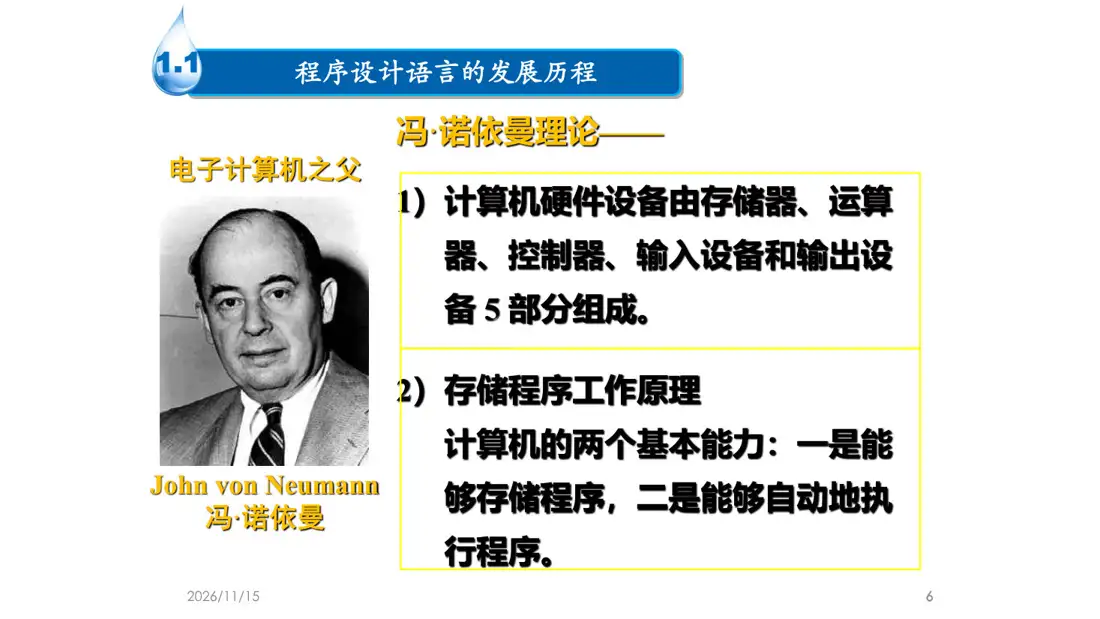 1.1
程序设计语言的发展历程
冯·诺依曼理论——
电子计算机之父
1）计算机硬件设备由存储器、运算
器、控制器、输入设备和输出设
备 5 部分组成。
2）存储程序工作原理
计算机的两个基本能力：一是能
够存储程序，二是能够自动地执
行程序。
John von Neumann
冯·诺依曼
2026/11/15
6